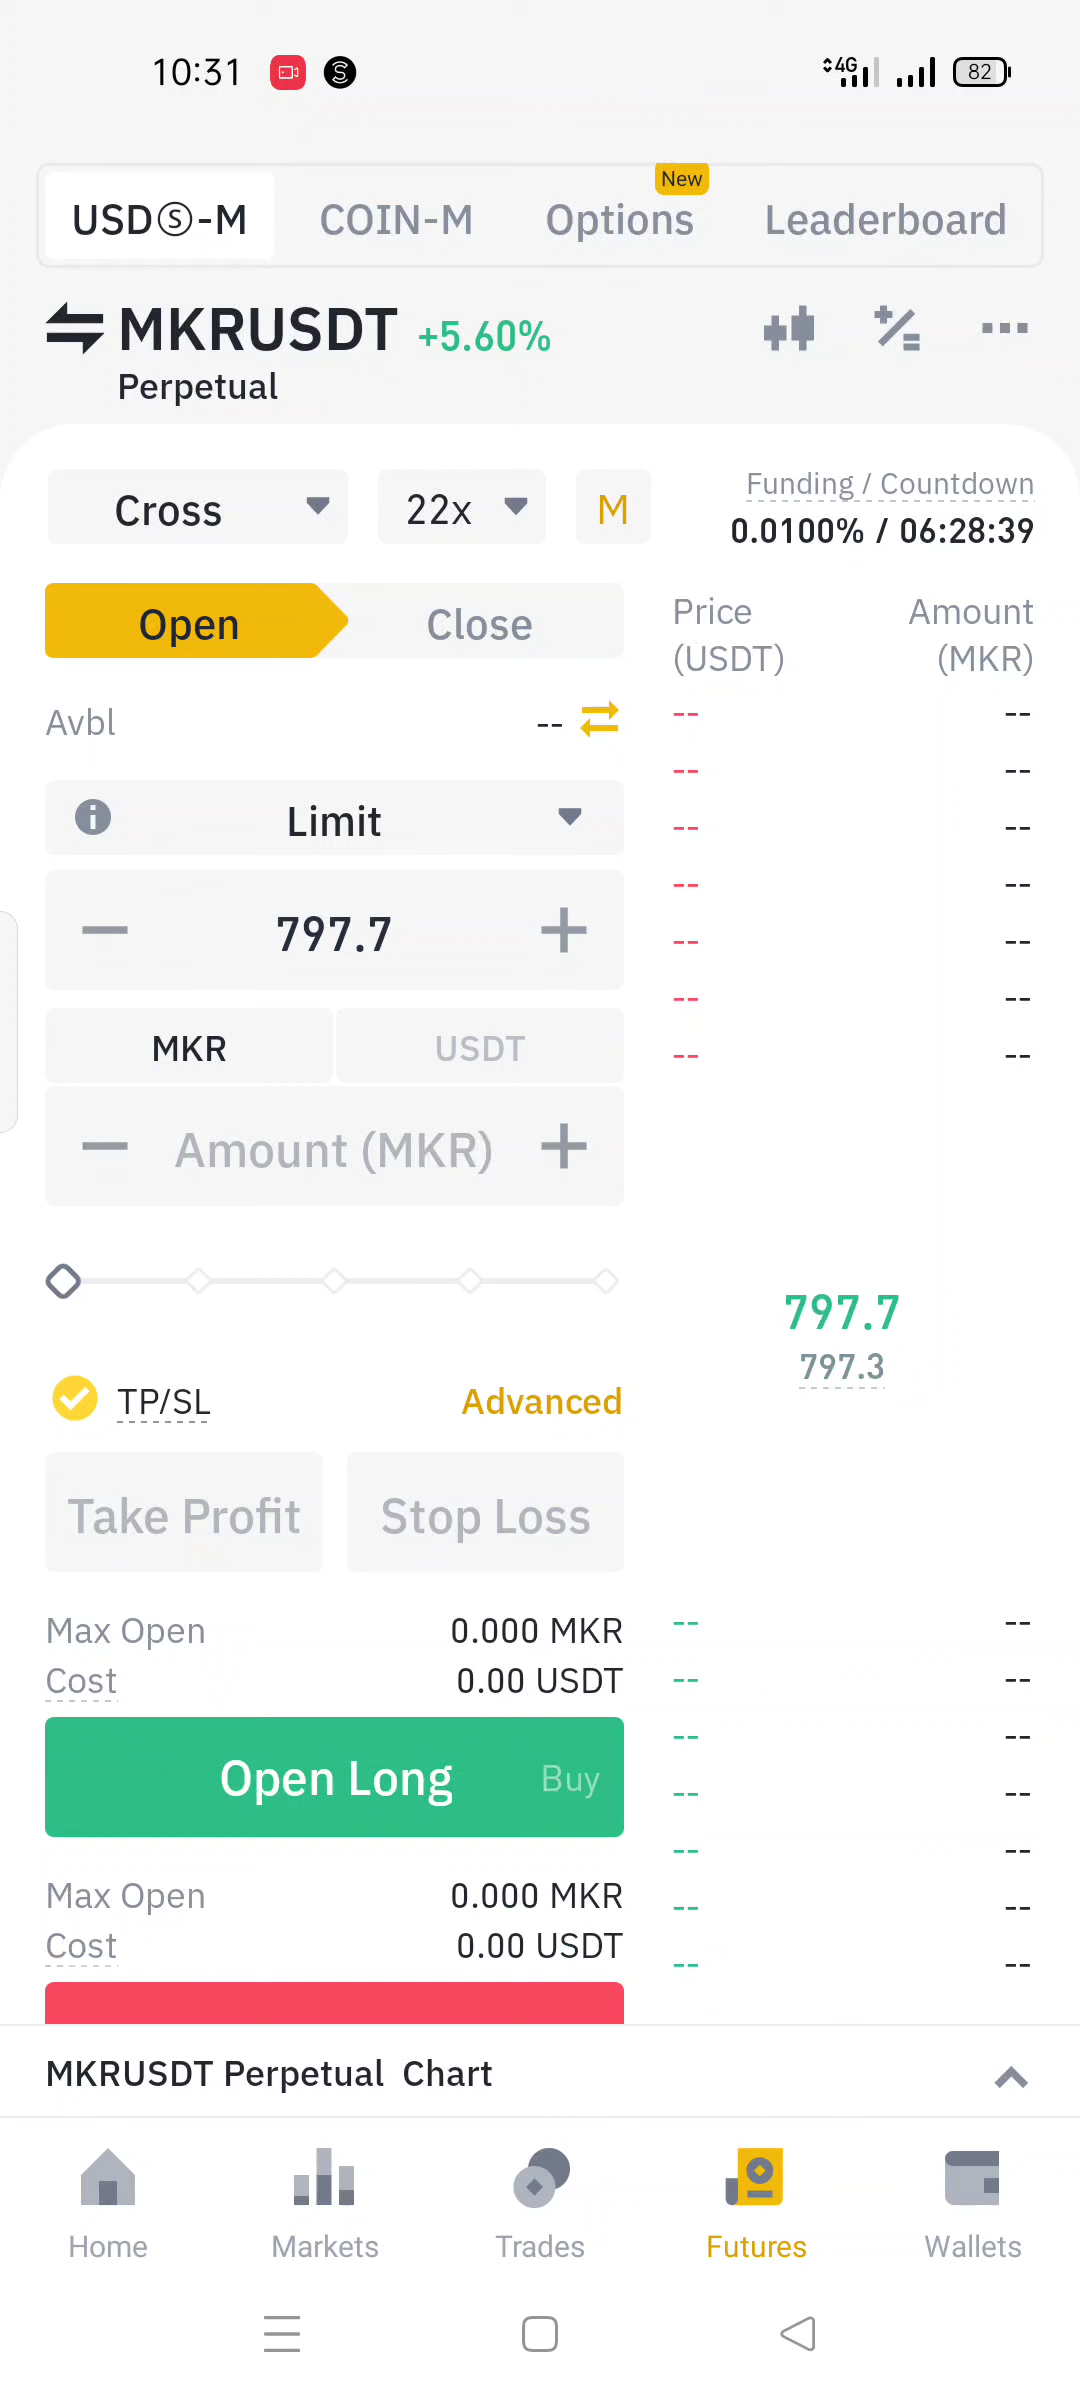 10:31 4G 82
New
USDⓈ-M COIN-M Options Leaderboard
MKRUSDT +5.60%
Perpetual
Cross 22x M
Funding / Countdown
0.0100% / 06:28:39
Open Close
Price Amount
(USDT) (MKR)
Avbl --
-- --
-- --
-- --
-- --
-- --
-- --
-- --
Limit
797.7
MKR USDT
Amount (MKR)
797.7
797.3
TP/SL Advanced
Take Profit Stop Loss
Max Open 0.000 MKR
Cost 0.00 USDT
Open Long Buy
-- --
-- --
-- --
-- --
-- --
-- --
-- --
Max Open 0.000 MKR
Cost 0.00 USDT
MKRUSDT Perpetual Chart
Home Markets Trades Futures Wallets